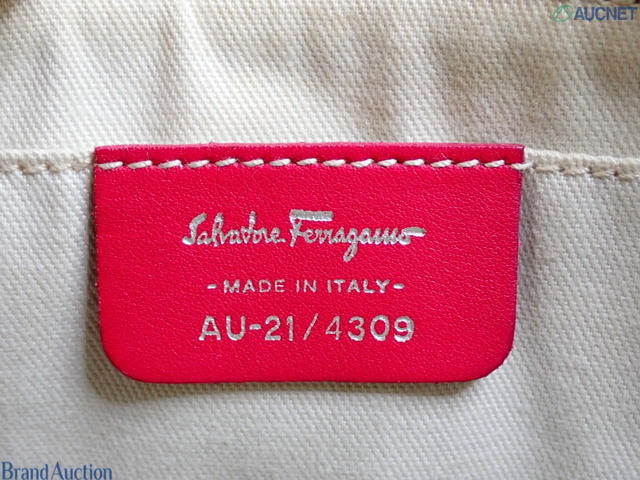 AUCNET
Salvatore Ferragamo
-MADE IN ITALY-
AU-21/4309
Brand Auction